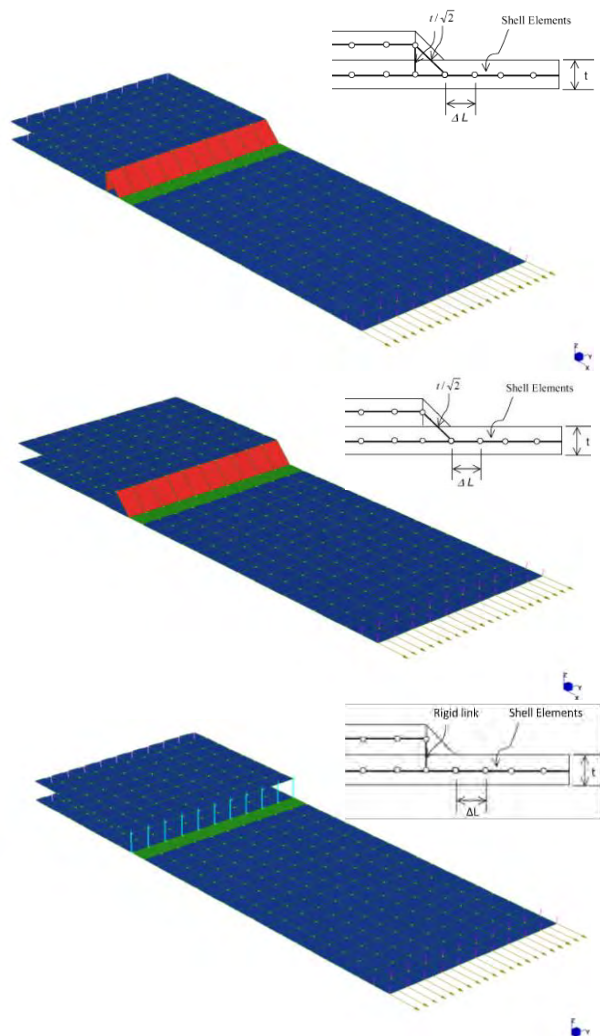 Shell Elements
t/√2
t
ΔL
Z
Y
X
Shell Elements
t/√2
t
ΔL
Z
Y
X
Rigid link
Shell Elements
t
ΔL
Z
Y
X